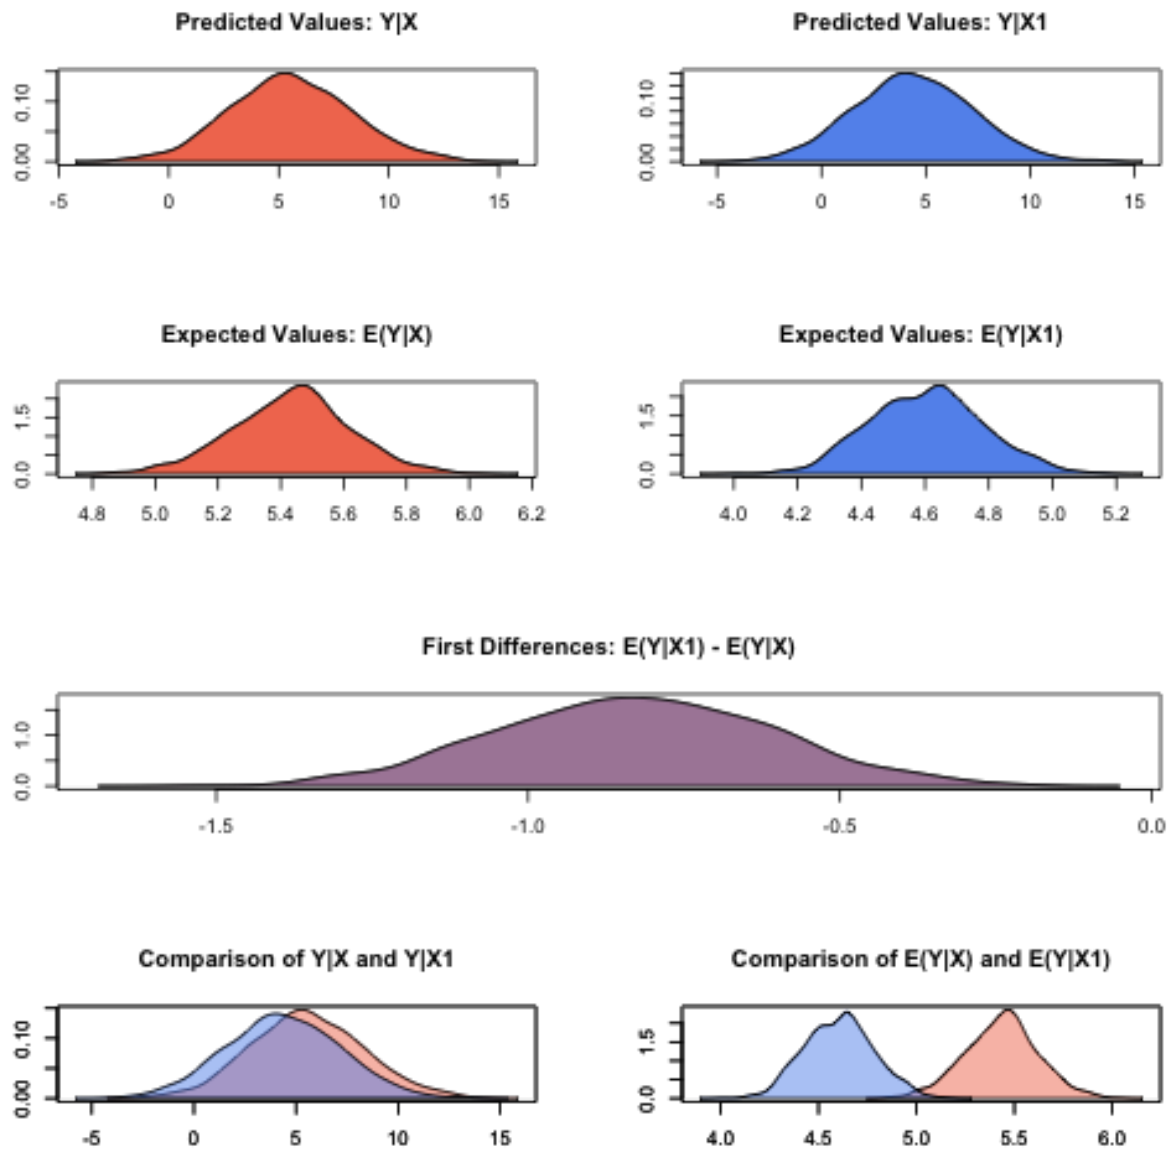 Predicted Values: Y|X
0.00 0.10
-5 0 5 10 15
Predicted Values: Y|X1
0.00 0.10
-5 0 5 10 15
Expected Values: E(Y|X)
0.0 1.5
4.8 5.0 5.2 5.4 5.6 5.8 6.0 6.2
Expected Values: E(Y|X1)
0.0 1.5
4.0 4.2 4.4 4.6 4.8 5.0 5.2
First Differences: E(Y|X1) - E(Y|X)
0.0 1.0
-1.5 -1.0 -0.5 0.0
Comparison of Y|X and Y|X1
0.00 0.10
-5 0 5 10 15
Comparison of E(Y|X) and E(Y|X1)
0.0 1.5
4.0 4.5 5.0 5.5 6.0